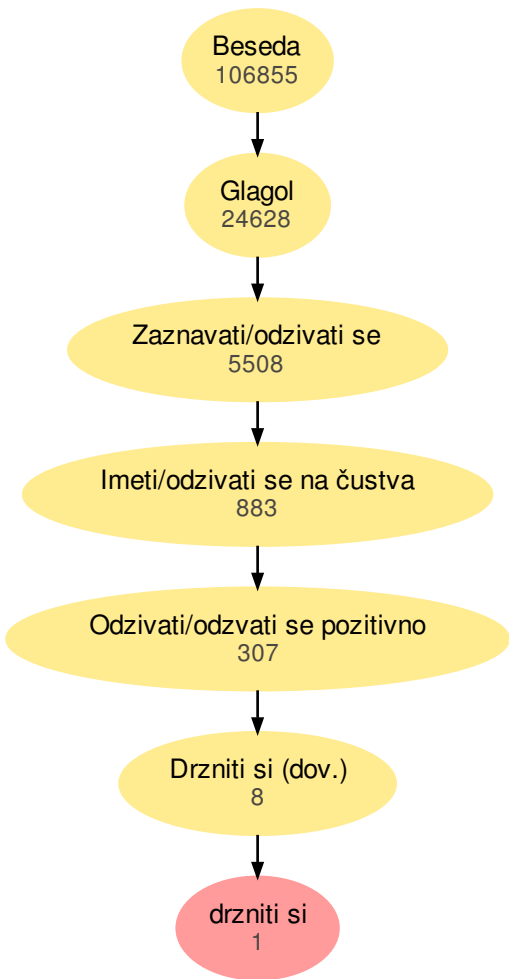 Beseda
106855
Glagol
24628
Zaznavati/odzivati se
5508
Imeti/odzivati se na čustva
883
Odzivati/odzvati se pozitivno
307
Drzniti si (dov.)
8
drzniti si
1